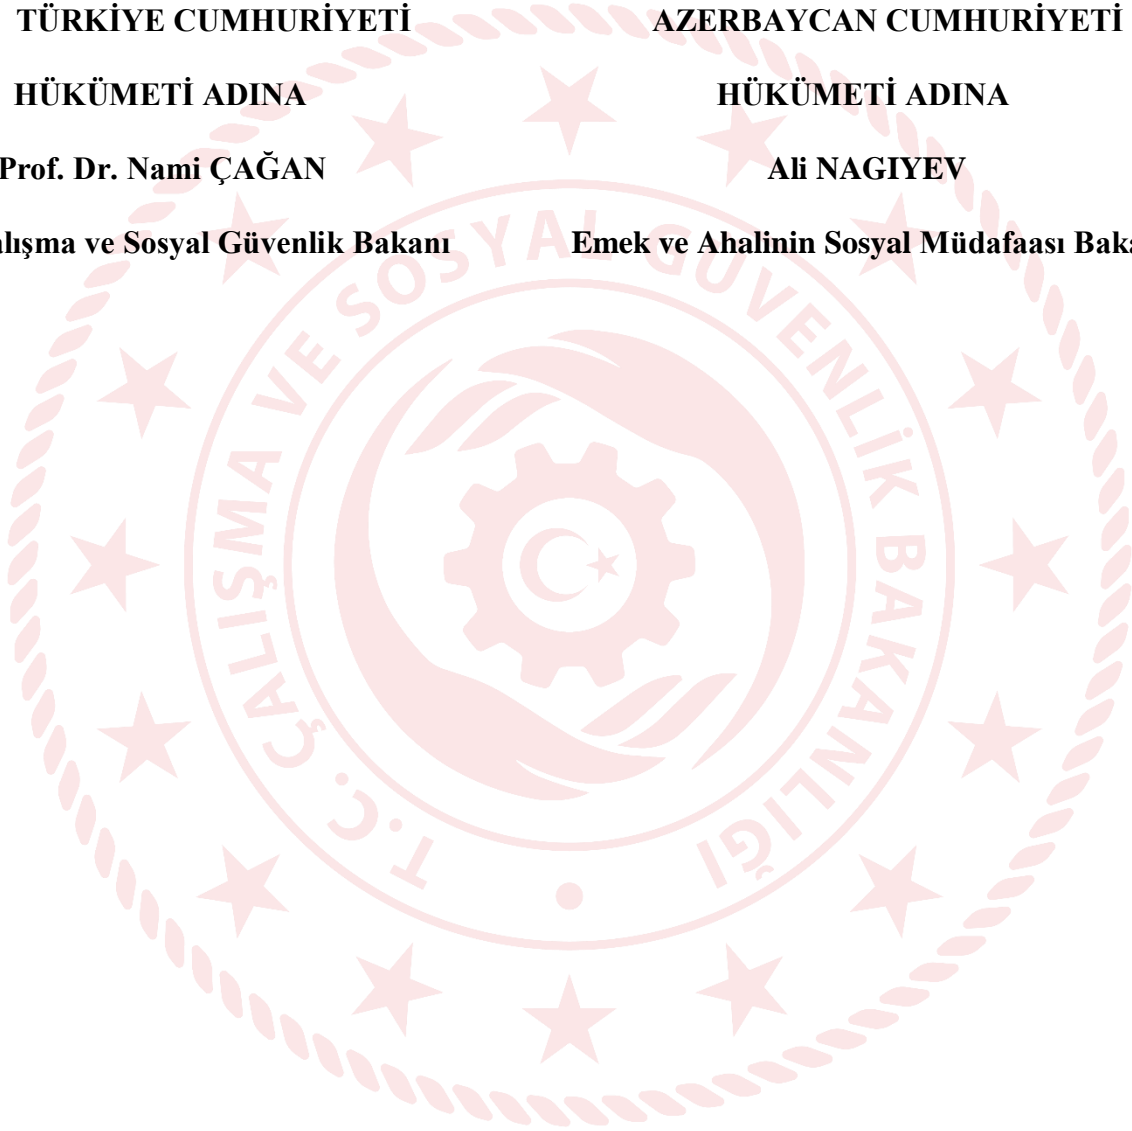 TÜRKİYE CUMHURİYETİ AZERBAYCAN CUMHURİYETİ
HÜKÜMETİ ADINA HÜKÜMETİ ADINA
Prof. Dr. Nami ÇAĞAN Ali NAGIYEV
ve Sosyal Güvenlik Bakanı Emek ve Ahalinin Sosyal Müdafaası
T.C. ÇALIŞMA VE SOSYAL GÜVENLİK BAKANLIĞI